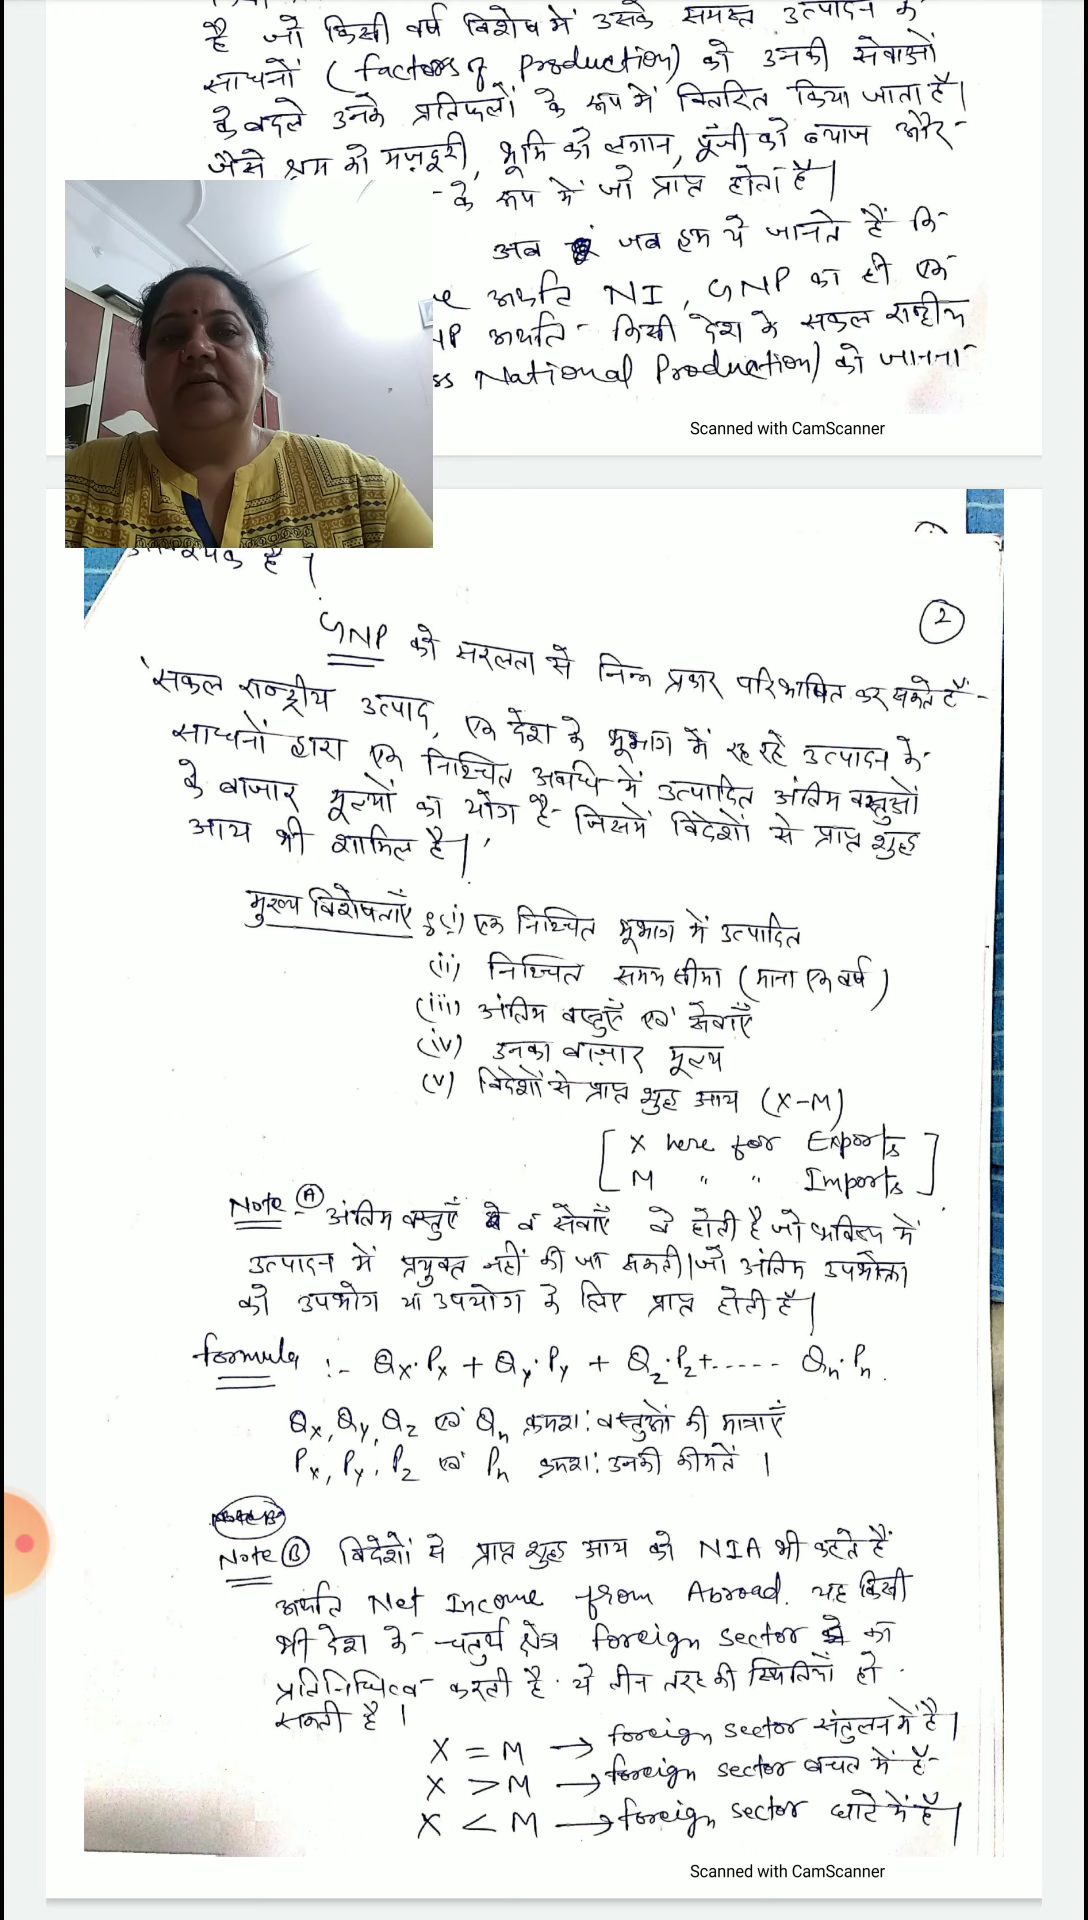 है जो किसी वर्ष विशेष में उसके समस्त उत्पादन के
साधनों (factors of Production) को उनकी सेवाओं
के बदले उनके प्रतिफलों के रूप में वितरित किया जाता है।
जैसे श्रम को मज़दूरी, भूमि को लगान, पूँजी को ब्याज और
के रूप में जो प्राप्त होता है।
अब जब हम ये जानते हैं कि
अर्थात NI, GNP का ही एक
NP अर्थात किसी देश के सकल राष्ट्रीय
ss National Production) को जानना
Scanned with CamScanner
है।
2
GNP को सरलता से निम्न प्रकार परिभाषित कर सकते हैं-
'सकल राष्ट्रीय उत्पाद, एक देश के भूभाग में रह रहे उत्पादन के
साधनों द्वारा एक निश्चित अवधि में उत्पादित अंतिम वस्तुओं
के बाजार मूल्यों का योग है जिसमें विदेशों से प्राप्त शुद्ध
आय भी शामिल है।'
मुख्य विशेषताएँ :- (i) एक निश्चित भूभाग में उत्पादित
(ii) निश्चित समय सीमा (माना एक वर्ष)
(iii) अंतिम वस्तुएँ एवं सेवाएँ
(iv) उनका बाज़ार मूल्य
(v) विदेशों से प्राप्त शुद्ध आय (X-M)
[X here for Exports
M " " Imports]
Note - (A) अंतिम वस्तुएँ व सेवाएँ वे होती है जो भविष्य में
उत्पादन में प्रयुक्त नहीं की जा सकती।जो अंतिम उपभोक्ता
को उपभोग या उपयोग के लिए प्राप्त होती है।
formula :- Qx·Px + Qy·Py + Qz·Pz+...... Qn·Pn.
Qx, Qy, Qz एवं Qn क्रमश: वस्तुओं की मात्राएँ
Px, Py, Pz एवं Pn क्रमश: उनकी कीमतें ।
Note (B) विदेशों से प्राप्त शुद्ध आय को NIA भी कहते हैं
अर्थात Net Income from Abroad. यह किसी
भी देश के चतुर्थ क्षेत्र foreign sector का
प्रतिनिधित्व करती है. ये तीन तरह की स्थितियाँ हो
सकती है ।
X = M → foreign sector संतुलन में है।
X > M → foreign sector बचत में है
X < M → foreign sector घाटे में है।
Scanned with CamScanner